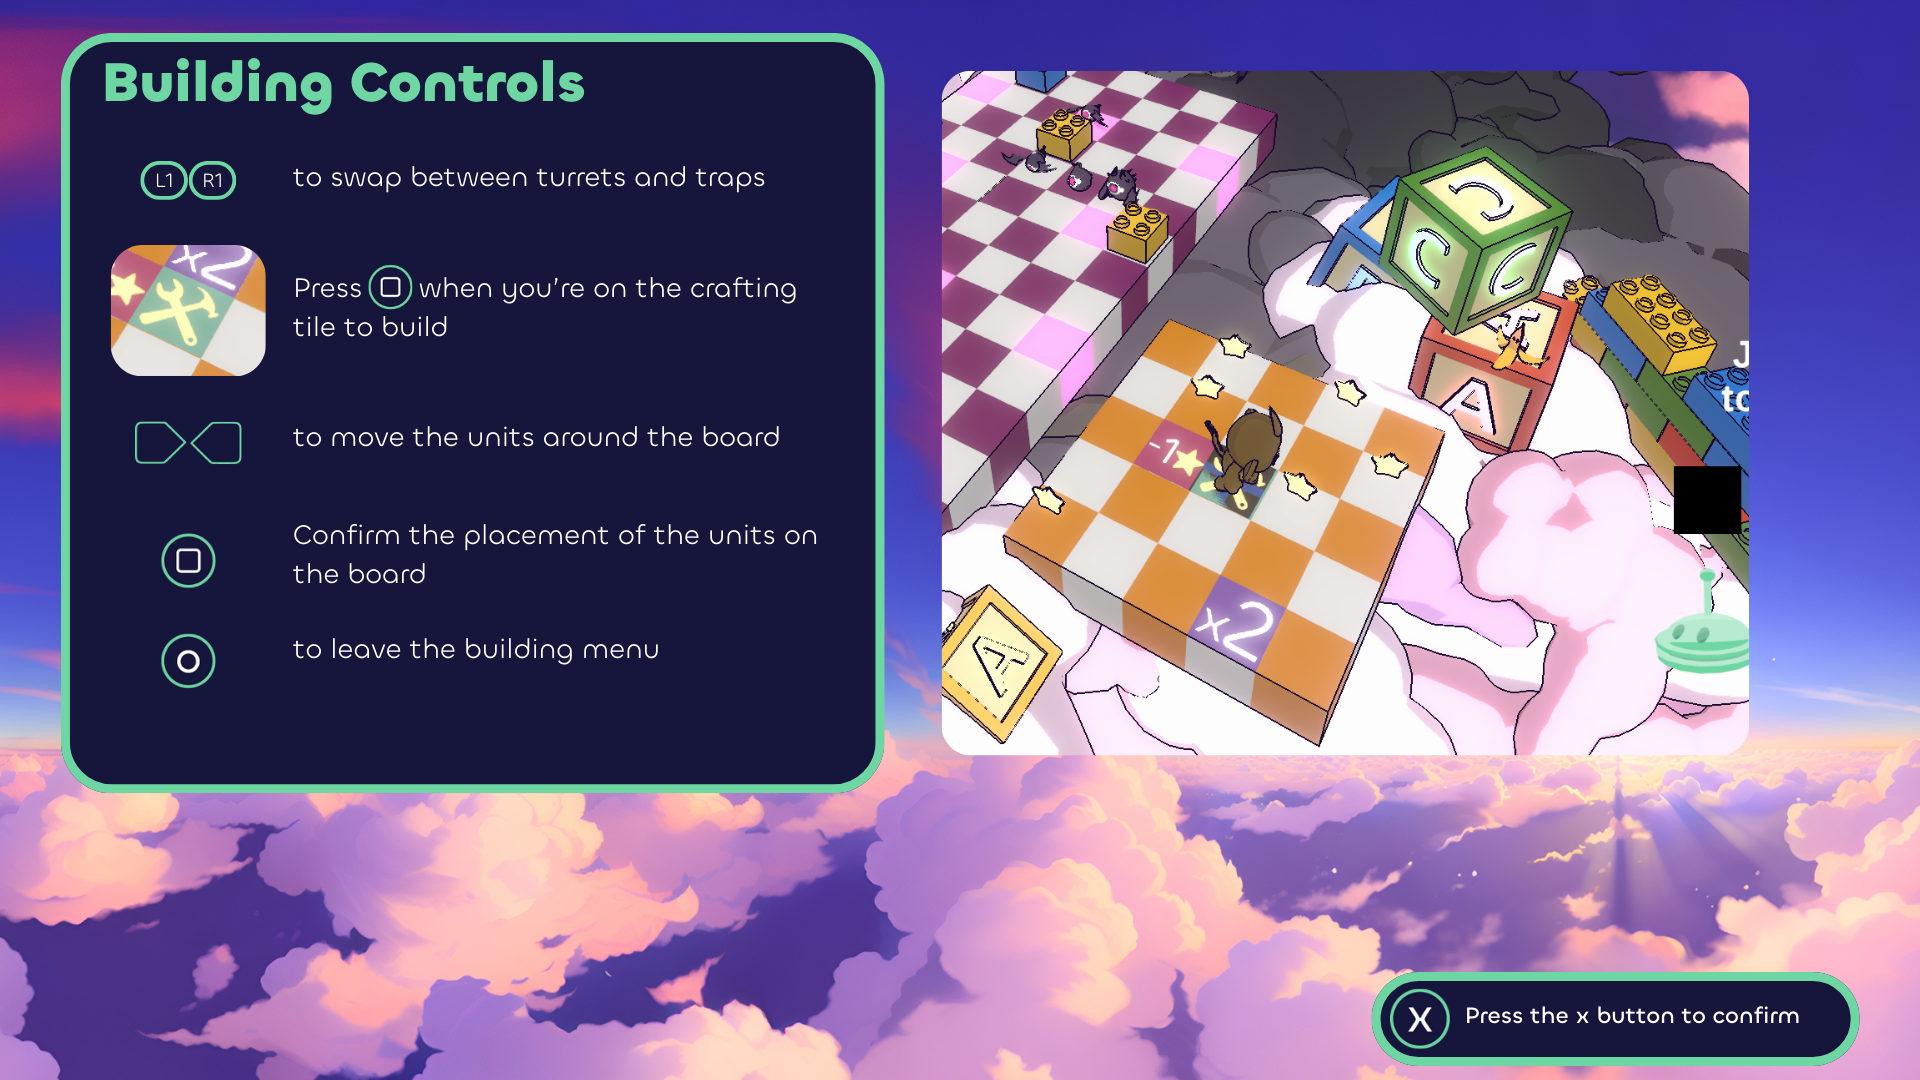 Building Controls
L1 R1 to swap between turrets and traps
x2
Press when you're on the crafting
tile to build
to move the units around the board
Confirm the placement of the units on
the board
to leave the building menu
C
C C
A
-1
x2
A
J
to
X Press the x button to confirm